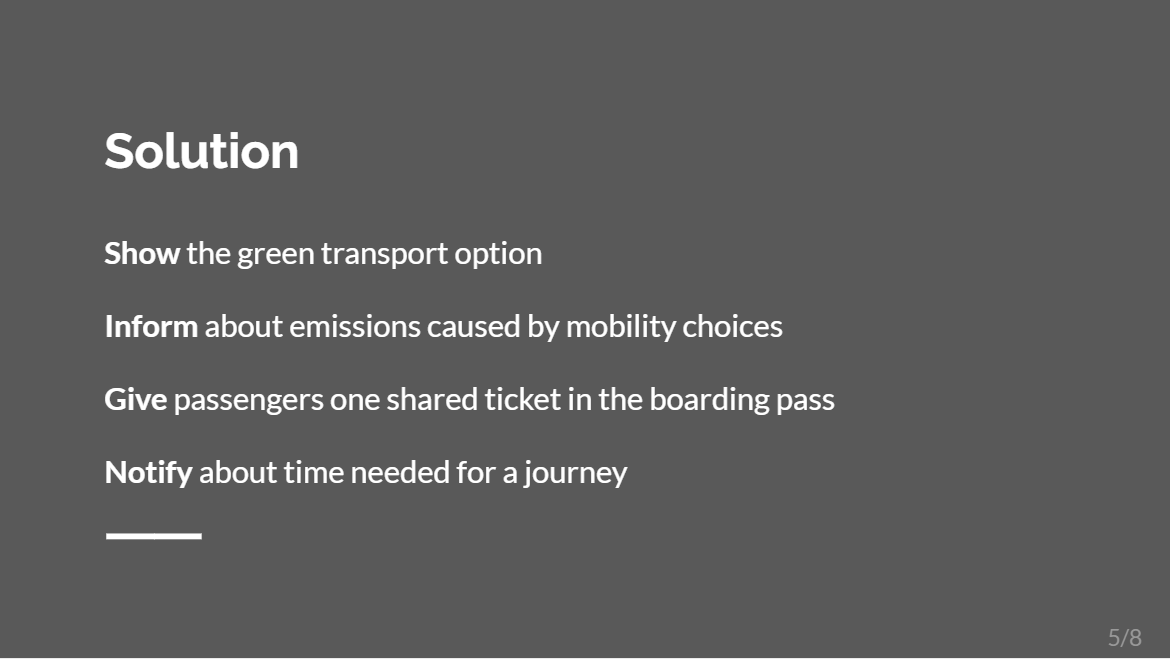 Solution
Show the green transport option
Inform about emissions caused by mobility choices
Give passengers one shared ticket in the boarding pass
Notify about time needed for a journey
5/8